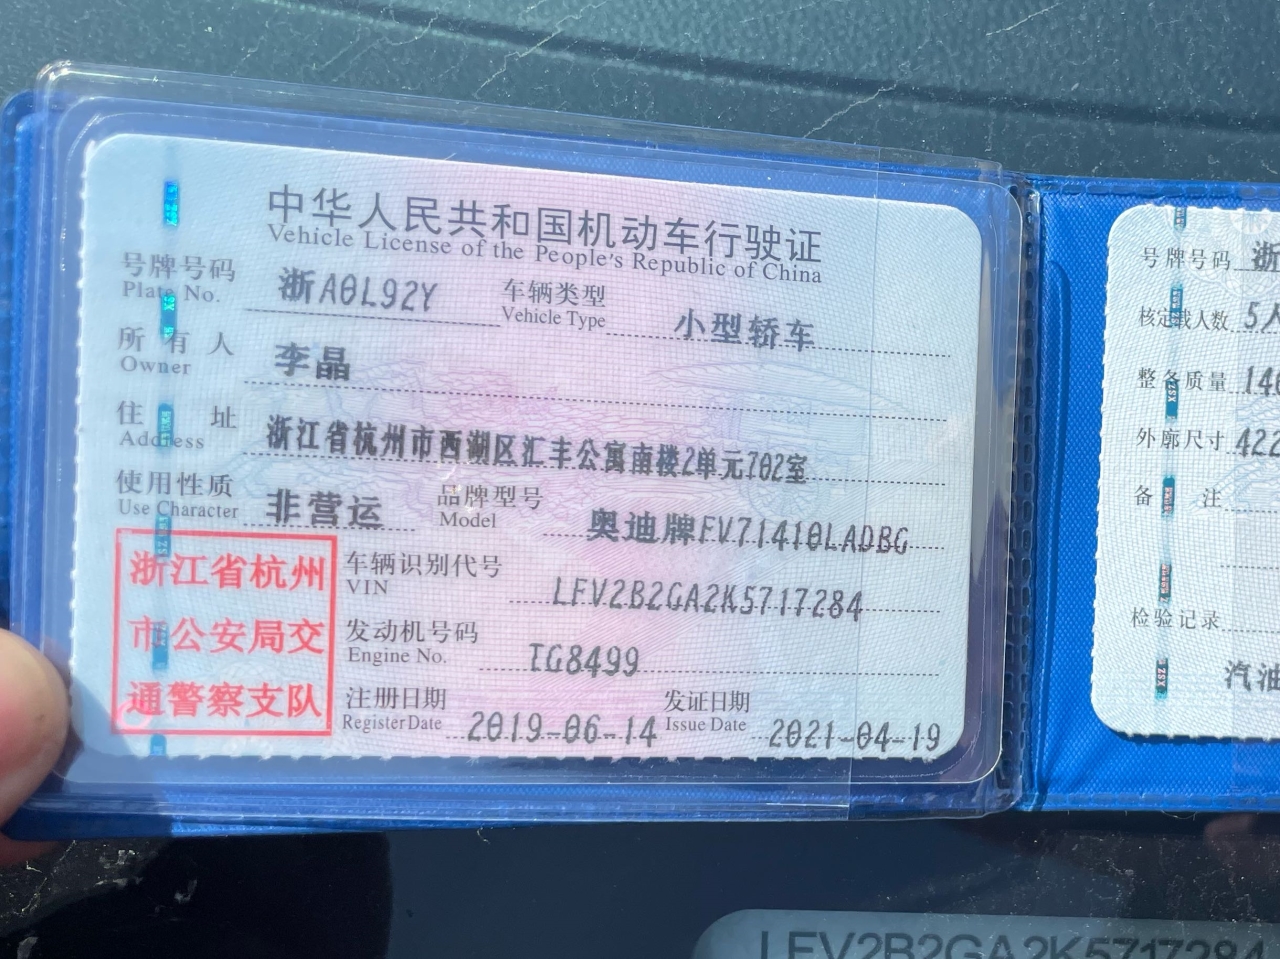 中华人民共和国机动车行驶证
Vehicle License of the People's Republic of China
号牌号码 浙A0L92Y 车辆类型 小型轿车
Plate No. Vehicle Type
所有人 李晶
Owner
住址 浙江省杭州市西湖区汇丰公寓南楼2单元702室
Address
使用性质 非营运 品牌型号 奥迪牌FV71410LADBG
Use Character Model
浙江省杭州
市公安局交
通警察支队
车辆识别代号 LFV2B2GA2K5717284
VIN
发动机号码 IG8499
Engine No.
注册日期 2019-06-14 发证日期 2021-04-19
Register Date Issue Date
号牌号码 浙
核定载人数 5人
整备质量 14
外廓尺寸 422
备注
检验记录
汽油
LFV2B2GA2K5717284